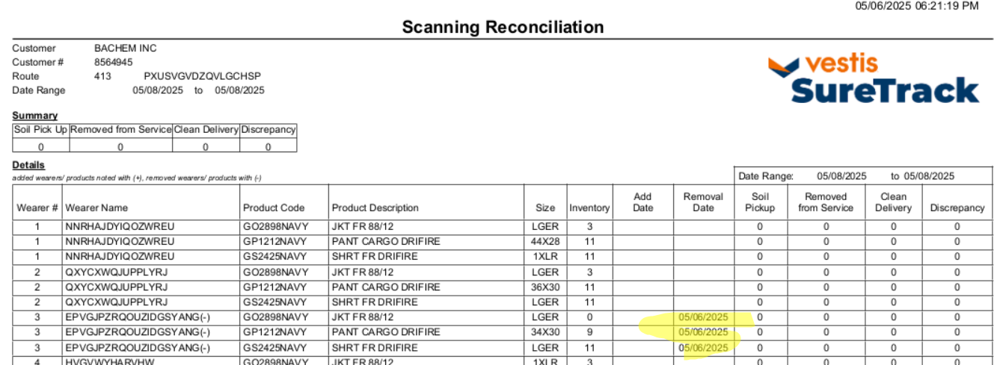 05/06/2025 06:21:19 PM
Scanning Reconciliation
Customer BACHEM INC
Customer # 8564945
Route 413 PXUSVGVDZQVLGCHSP
Date Range 05/08/2025 to 05/08/2025
vestis
SureTrack
Summary
Soil Pick Up Removed from Service Clean Delivery Discrepancy
0 0 0 0
Details
added wearers/ products noted with (+), removed wearers/ products with (-)
Date Range: 05/08/2025 to 05/08/2025
Wearer # Wearer Name Product Code Product Description Size Inventory Add Date Removal Date Soil Pickup Removed from Service Clean Delivery Discrepancy
1 NNRHAJDYIQOZWREU GO2898NAVY JKT FR 88/12 LGER 3 0 0 0 0
1 NNRHAJDYIQOZWREU GP1212NAVY PANT CARGO DRIFIRE 44X28 11 0 0 0 0
1 NNRHAJDYIQOZWREU GS2425NAVY SHRT FR DRIFIRE 1XLR 11 0 0 0 0
2 QXYCXWQJUPPLYRJ GO2898NAVY JKT FR 88/12 LGER 3 0 0 0 0
2 QXYCXWQJUPPLYRJ GP1212NAVY PANT CARGO DRIFIRE 36X30 11 0 0 0 0
2 QXYCXWQJUPPLYRJ GS2425NAVY SHRT FR DRIFIRE LGER 11 0 0 0 0
3 EPVGJPZRQOUZIDGSYANG(-) GO2898NAVY JKT FR 88/12 LGER 0 05/06/2025 0 0 0 0
3 EPVGJPZRQOUZIDGSYANG(-) GP1212NAVY PANT CARGO DRIFIRE 34X30 9 05/06/2025 0 0 0 0
3 EPVGJPZRQOUZIDGSYANG(-) GS2425NAVY SHRT FR DRIFIRE LGER 11 05/06/2025 0 0 0 0
4 HVGVWYHARVHW GO2898NAVY JKT FR 88/12 1XLR 3 0 0 0 0